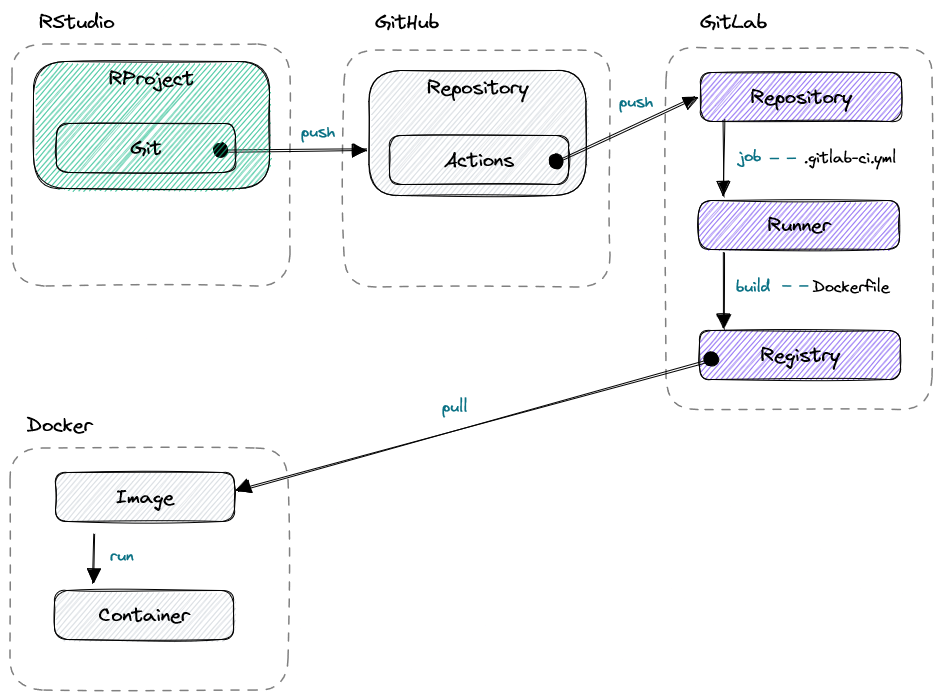 RStudio
GitHub
GitLab
RProject
Git
push
Repository
Actions
push
Repository
job -- .gitlab-ci.yml
Runner
build -- Dockerfile
Registry
pull
Docker
Image
run
Container